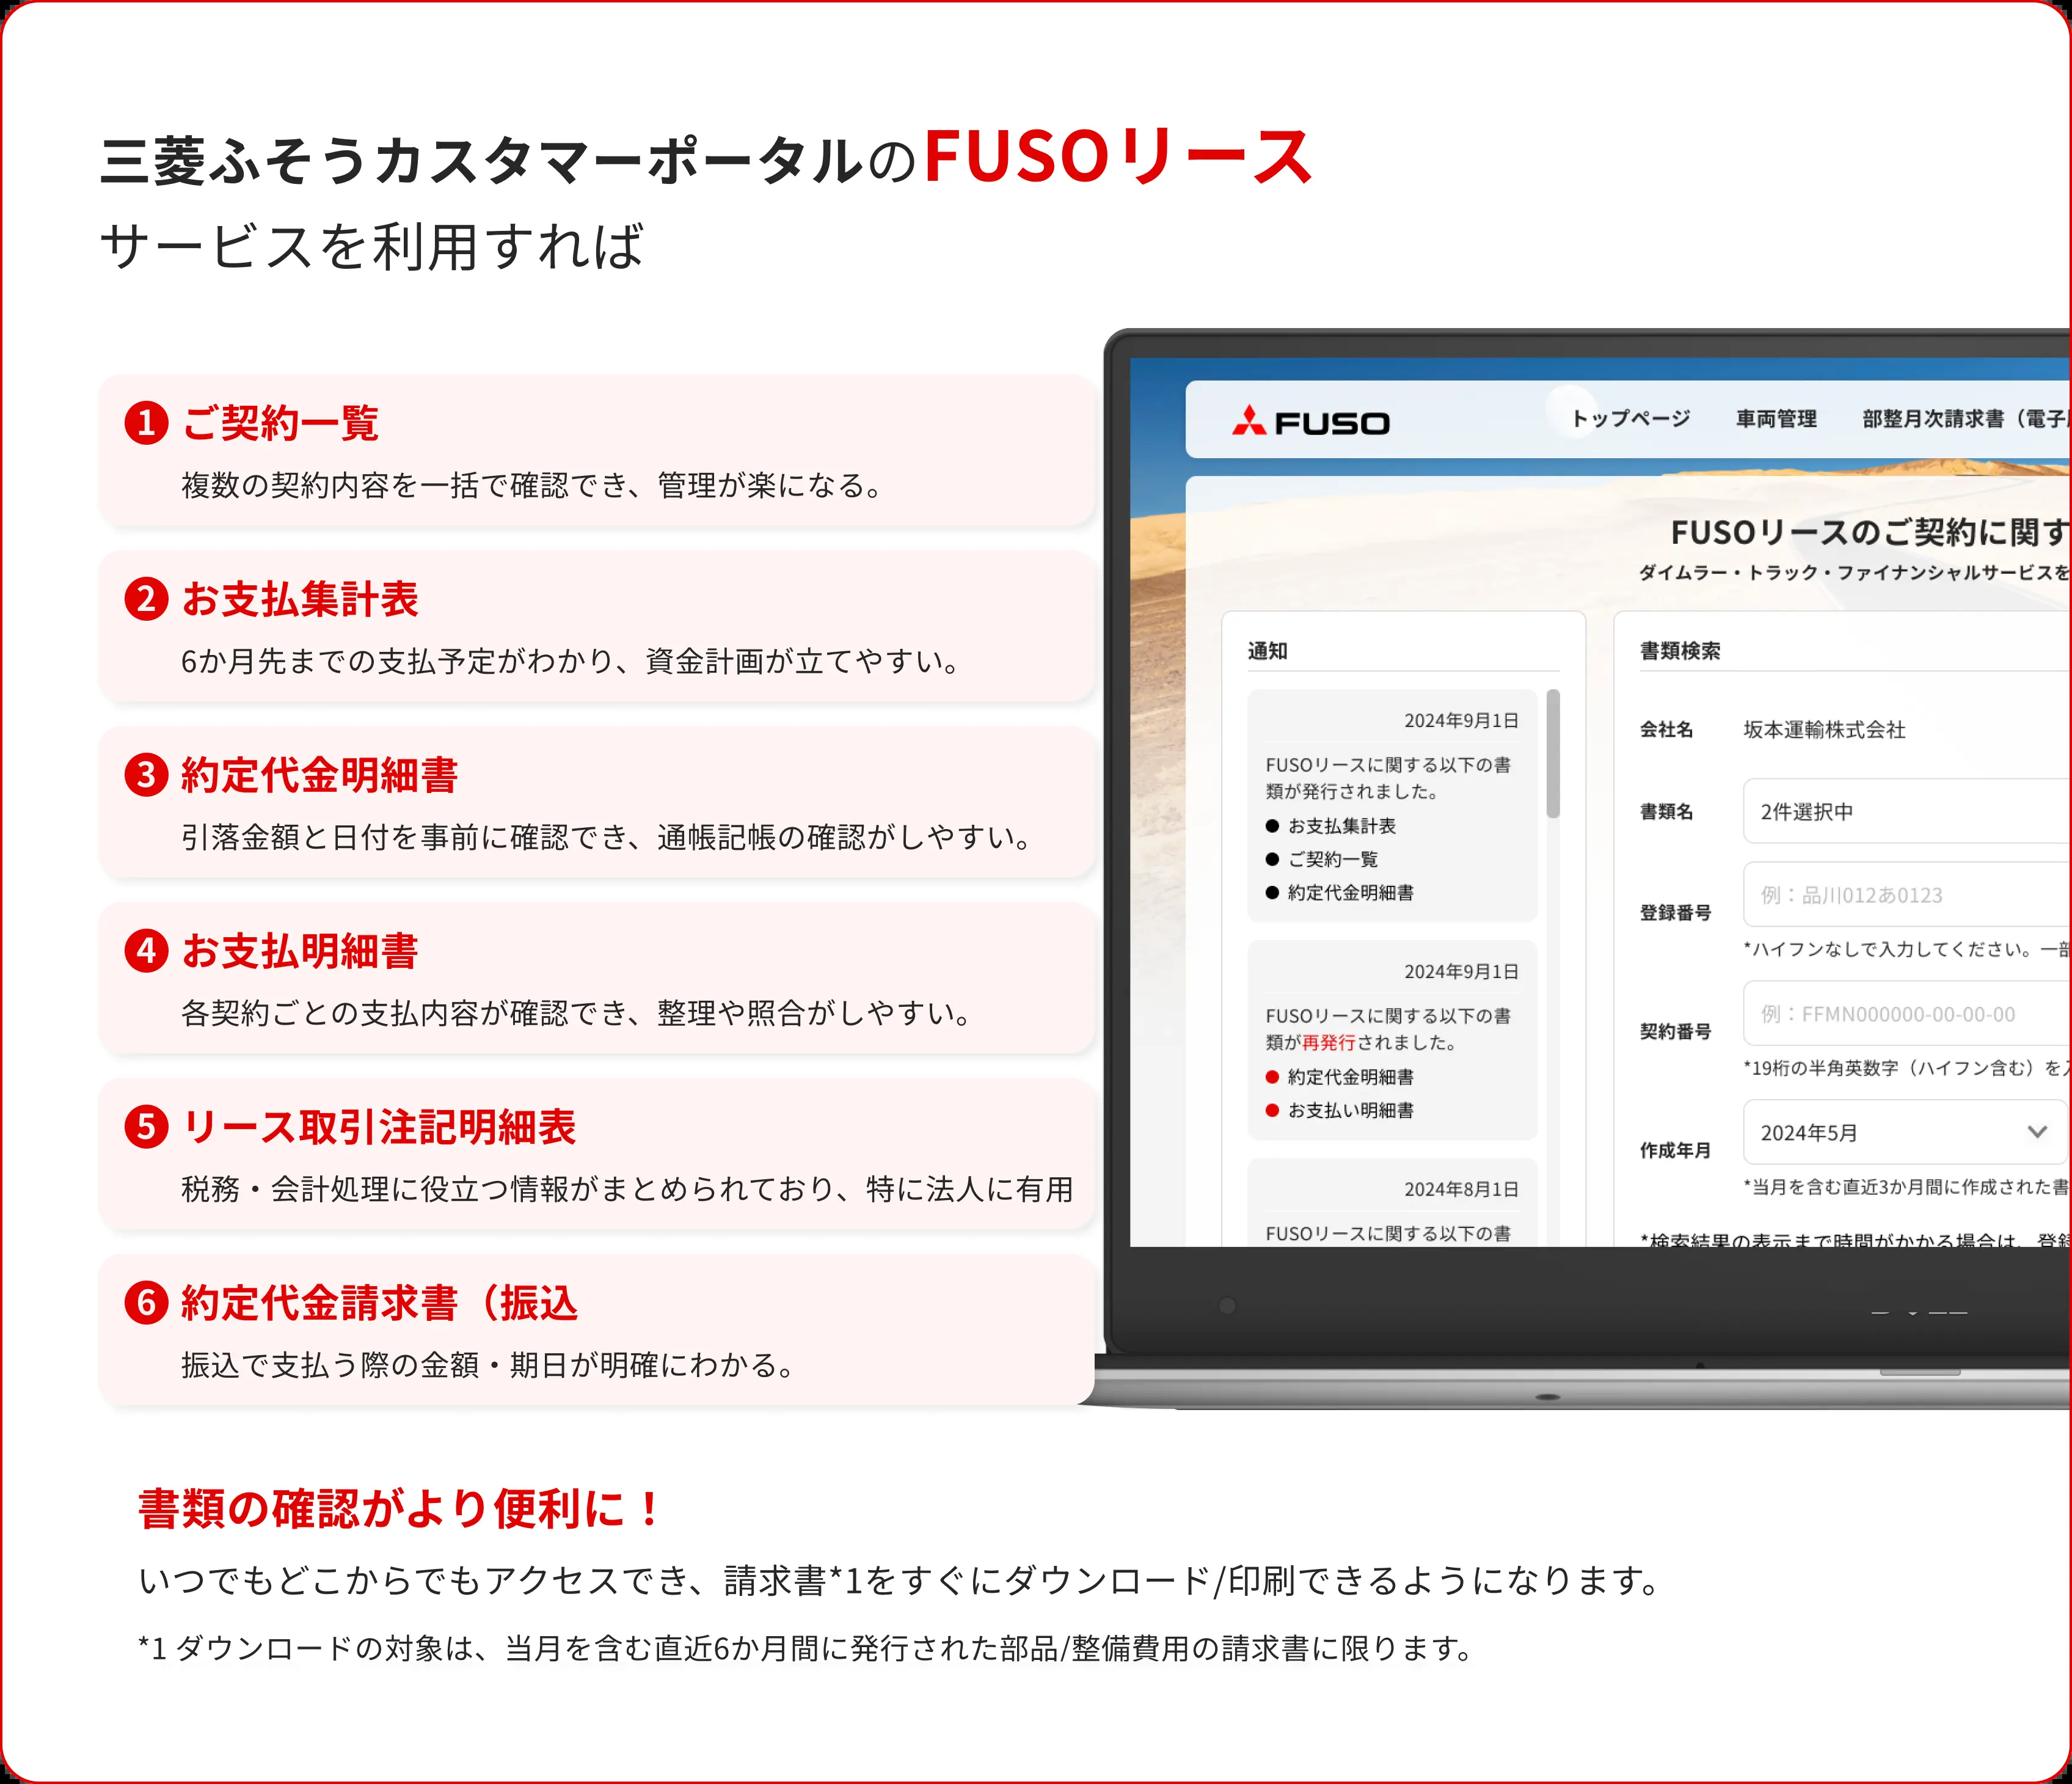 三菱ふそうカスタマーポータルのFUSOリース
サービスを利用すれば
1 ご契約一覧
複数の契約内容を一括で確認でき、管理が楽になる。
2 お支払集計表
6か月先までの支払予定がわかり、資金計画が立てやすい。
3 約定代金明細書
引落金額と日付を事前に確認でき、通帳記帳の確認がしやすい。
4 お支払明細書
各契約ごとの支払内容が確認でき、整理や照合がしやすい。
5 リース取引注記明細表
税務・会計処理に役立つ情報がまとめられており、特に法人に有用
6 約定代金請求書（振込
振込で支払う際の金額・期日が明確にわかる。
FUSO
トップページ 車両管理 部整月次請求書（電子
FUSOリースのご契約に関す
ダイムラー・トラック・ファイナンシャルサービスを
通知
2024年9月1日
FUSOリースに関する以下の書
類が発行されました。
● お支払集計表
● ご契約一覧
● 約定代金明細書
2024年9月1日
FUSOリースに関する以下の書
類が再発行されました。
● 約定代金明細書
● お支払い明細書
2024年8月1日
FUSOリースに関する以下の書
書類検索
会社名 坂本運輸株式会社
書類名 2件選択中
登録番号 例：品川012あ0123
*ハイフンなしで入力してください。一部
契約番号 例：FFMN000000-00-00-00
*19桁の半角英数字（ハイフン含む）を
作成年月 2024年5月
*当月を含む直近3か月間に作成された書
*検索結果の表示まで時間がかかる場合は、登録
書類の確認がより便利に！
いつでもどこからでもアクセスでき、請求書*1をすぐにダウンロード/印刷できるようになります。
*1 ダウンロードの対象は、当月を含む直近6か月間に発行された部品/整備費用の請求書に限ります。